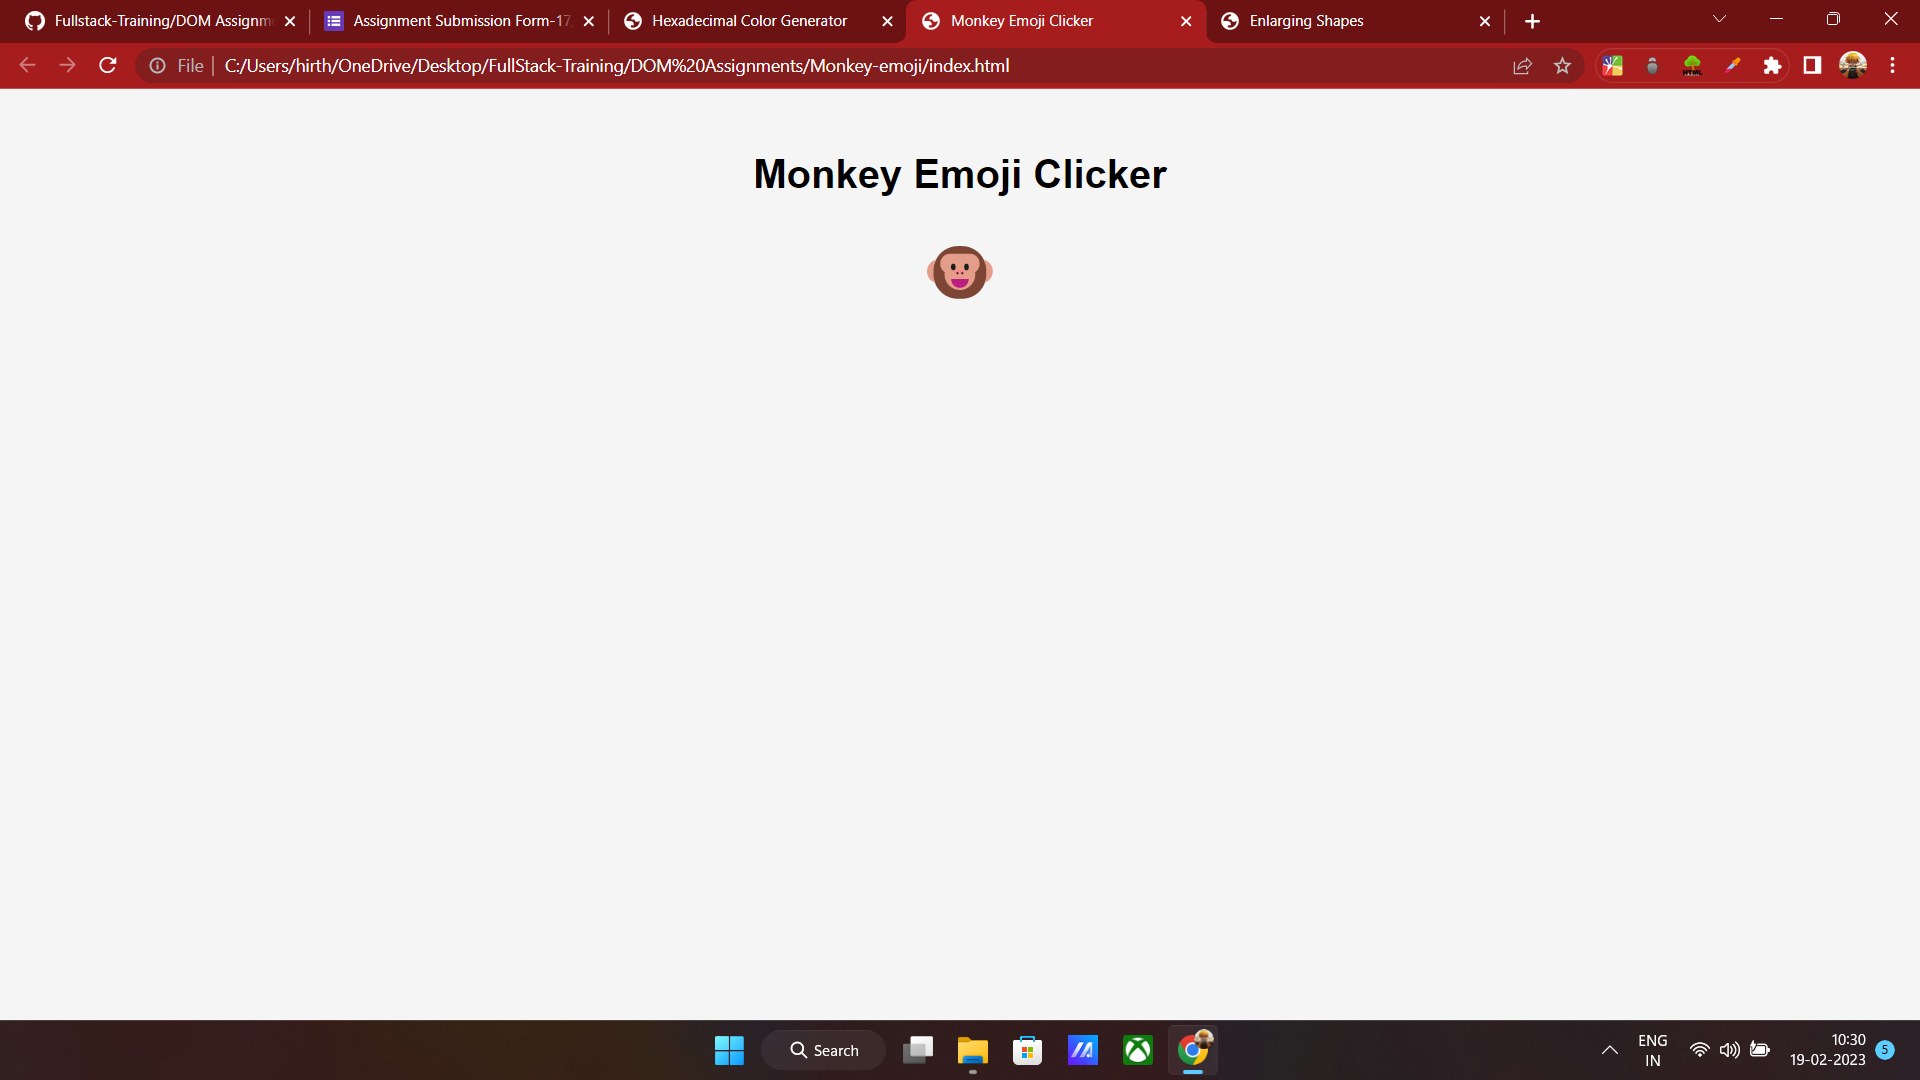 Fullstack-Training/DOM Assignm
Assignment Submission Form-17
Hexadecimal Color Generator
Monkey Emoji Clicker
Enlarging Shapes
File
C:/Users/hirth/OneDrive/Desktop/FullStack-Training/DOM%20Assignments/Monkey-emoji/index.html
HTML
Monkey Emoji Clicker
Search
ENG
IN
10:30
19-02-2023
5